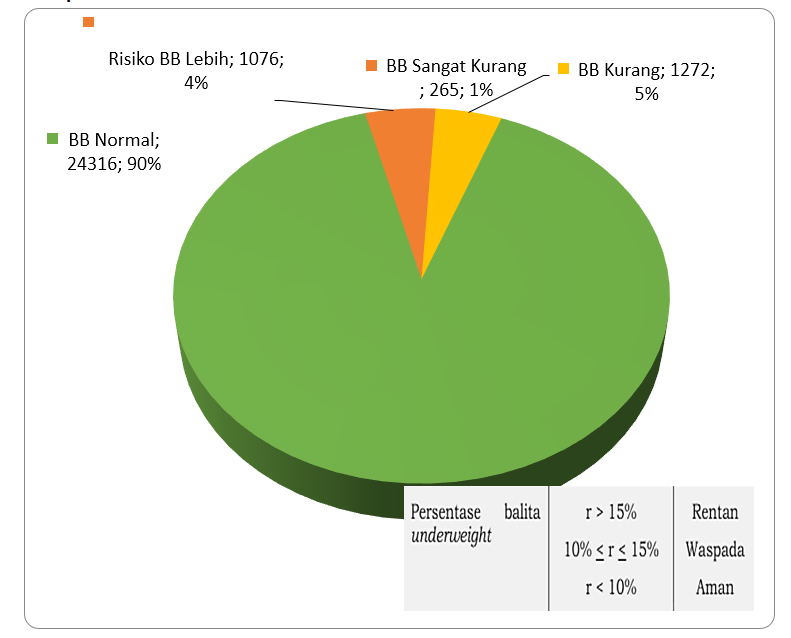 Risiko BB Lebih; 1076;
4%
BB Sangat Kurang
; 265; 1%
BB Kurang; 1272;
5%
BB Normal;
24316; 90%
Persentase balita
underweight
r > 15%
Rentan
10% ≤ r ≤ 15%
Waspada
r < 10%
Aman